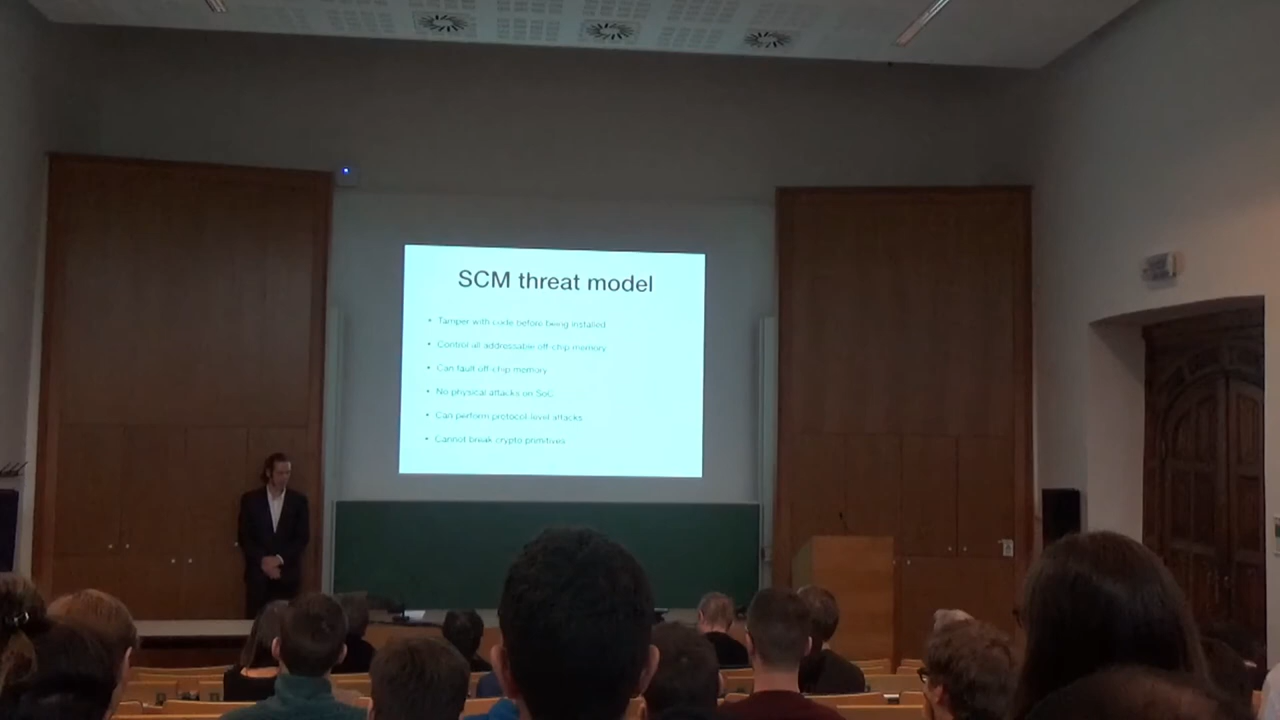 SCM threat model
• Tamper with code before being installed
• Control all addressable off-chip memory
• Can fault off-chip memory
• No physical attacks on SoC
• Can perform protocol-level attacks
• Cannot break crypto primitives